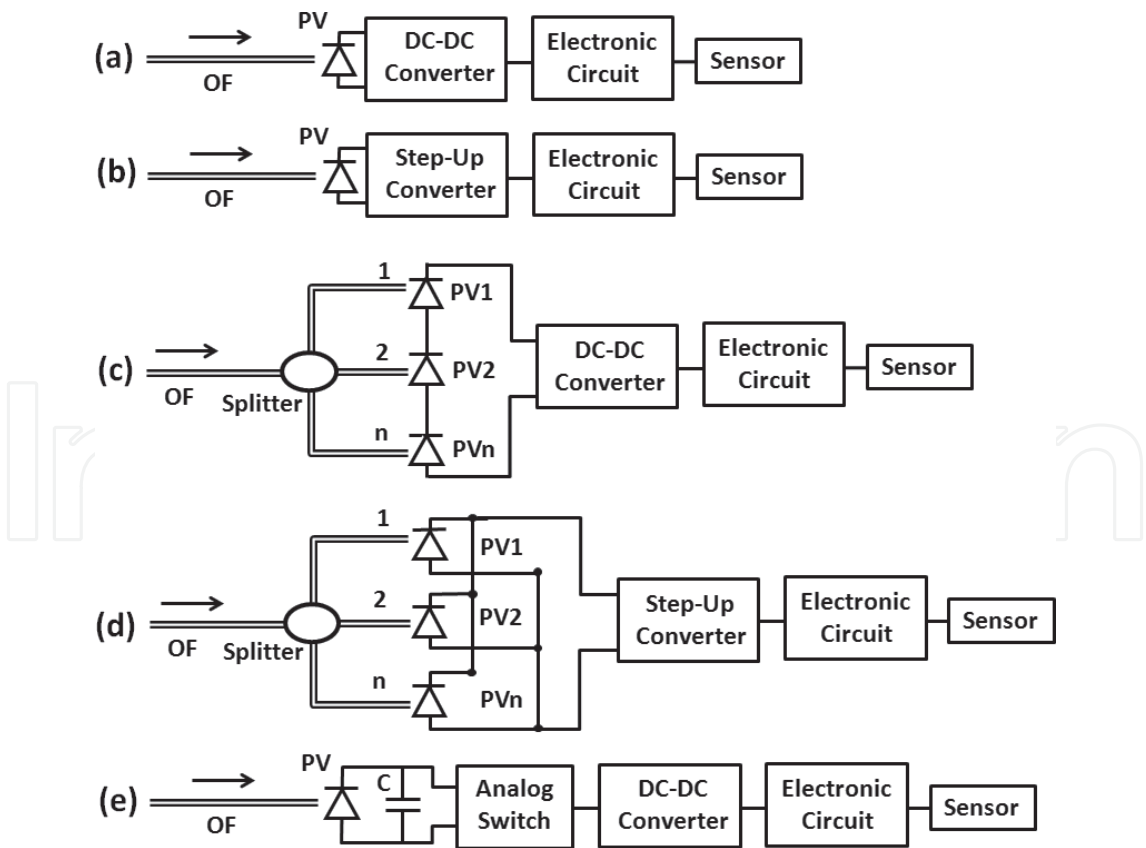 (a)
OF
PV
DC-DC
Converter
Electronic
Circuit
Sensor
(b)
OF
PV
Step-Up
Converter
Electronic
Circuit
Sensor
(c)
OF
Splitter
1
2
n
PV1
PV2
PVn
DC-DC
Converter
Electronic
Circuit
Sensor
(d)
OF
Splitter
1
2
n
PV1
PV2
PVn
Step-Up
Converter
Electronic
Circuit
Sensor
(e)
OF
PV
C
Analog
Switch
DC-DC
Converter
Electronic
Circuit
Sensor